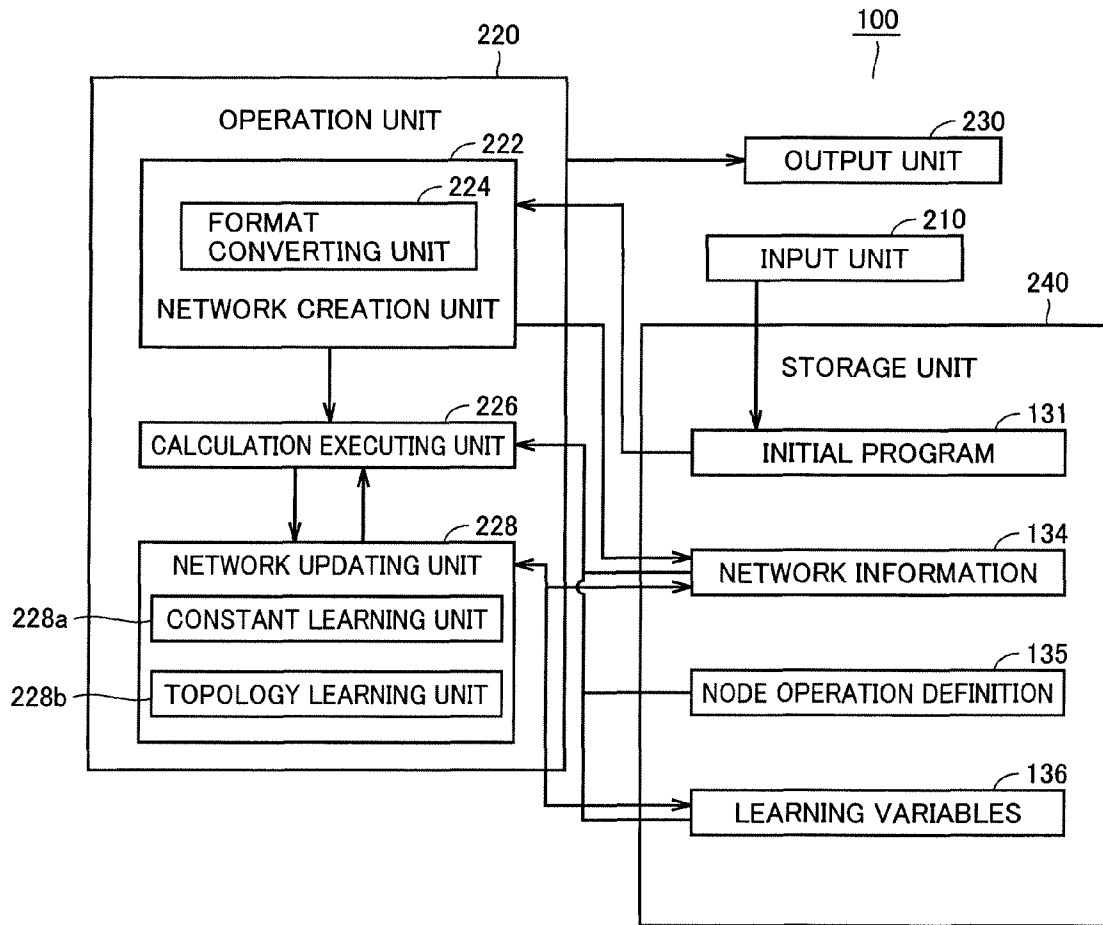 100
220
OPERATION UNIT
222
224
FORMAT
CONVERTING UNIT
NETWORK CREATION UNIT
230
OUTPUT UNIT
210
INPUT UNIT
240
STORAGE UNIT
226
CALCULATION EXECUTING UNIT
131
INITIAL PROGRAM
228
NETWORK UPDATING UNIT
228a
CONSTANT LEARNING UNIT
228b
TOPOLOGY LEARNING UNIT
134
NETWORK INFORMATION
135
NODE OPERATION DEFINITION
136
LEARNING VARIABLES